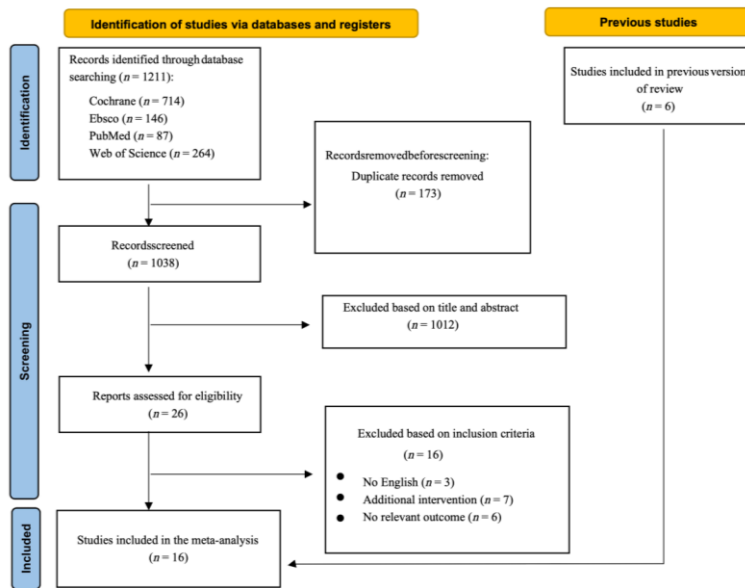 Identification of studies via databases and registers
Previous studies
Identification
Records identified through database
searching (n = 1211):
Cochrane (n = 714)
Ebsco (n = 146)
PubMed (n = 87)
Web of Science (n = 264)
Studies included in previous version
of review
(n = 6)
Recordsremovedbeforescreening:
Duplicate records removed
(n = 173)
Screening
Recordsscreened
(n = 1038)
Excluded based on title and abstract
(n = 1012)
Reports assessed for eligibility
(n = 26)
Excluded based on inclusion criteria
(n = 16)
● No English (n = 3)
● Additional intervention (n = 7)
● No relevant outcome (n = 6)
Included
Studies included in the meta-analysis
(n = 16)